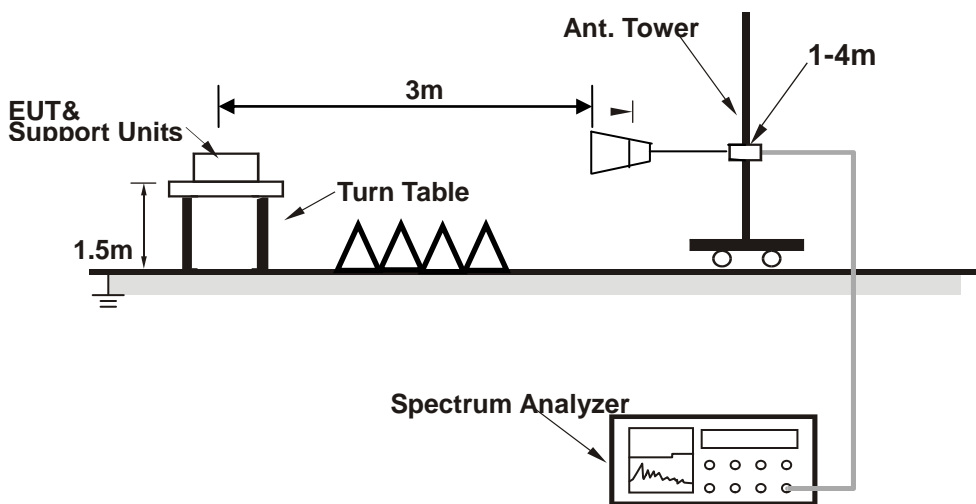 Ant. Tower
1-4m
3m
EUT&
Support Units
Turn Table
1.5m
Spectrum Analyzer